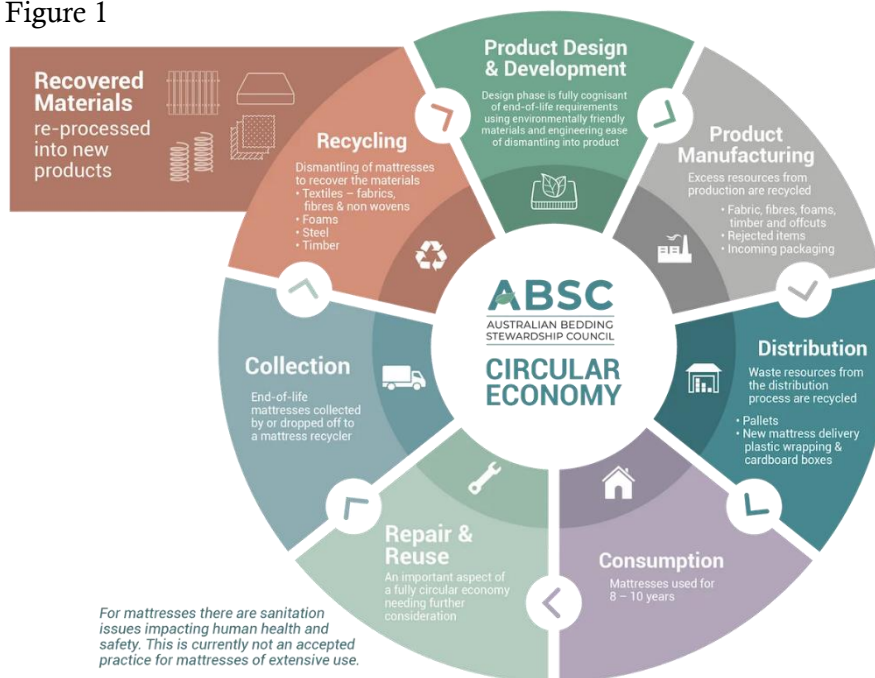 Figure 1
Recovered
Materials
re-processed
into new
products
Product Design
& Development
Design phase is fully cognisant
of end-of-life requirements
using environmentally friendly
materials and engineering ease
of dismantling into product
Product
Manufacturing
Excess resources from
production are recycled
• Fabric, fibres, foams,
timber and offcuts
• Rejected items
• Incoming packaging
Distribution
Waste resources from
the distribution
process are recycled
• Pallets
• New mattress delivery
plastic wrapping &
cardboard boxes
Consumption
Mattresses used for
8 – 10 years
Repair &
Reuse
An important aspect of
a fully circular economy
needing further
consideration
For mattresses there are sanitation
issues impacting human health and
safety. This is currently not an accepted
practice for mattresses of extensive use.
Collection
End-of-life
mattresses collected
by or dropped off to
a mattress recycler
Recycling
Dismantling of mattresses
to recover the materials
• Textiles – fabrics,
fibres & non wovens
• Foams
• Steel
• Timber
ABSC
AUSTRALIAN BEDDING
STEWARDSHIP COUNCIL
CIRCULAR
ECONOMY